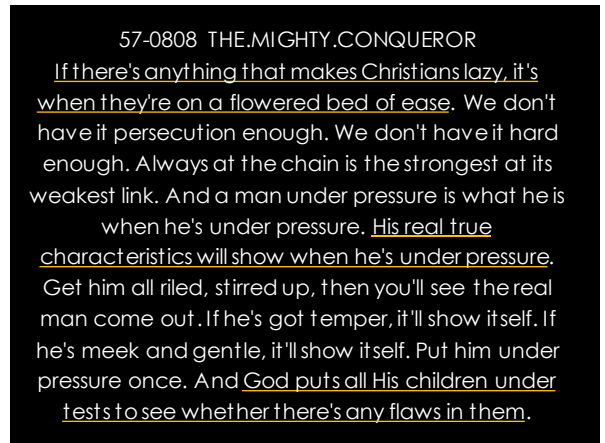 57-0808 THE.MIGHTY.CONQUEROR
If there's anything that makes Christians lazy, it's
when they're on a flowered bed of ease. We don't
have it persecution enough. We don't have it hard
enough. Always at the chain is the strongest at its
weakest link. And a man under pressure is what he is
when he's under pressure. His real true
characteristics will show when he's under pressure.
Get him all riled, stirred up, then you'll see the real
man come out. If he's got temper, it'll show itself. If
he's meek and gentle, it'll show itself. Put him under
pressure once. And God puts all His children under
tests to see whether there's any flaws in them.